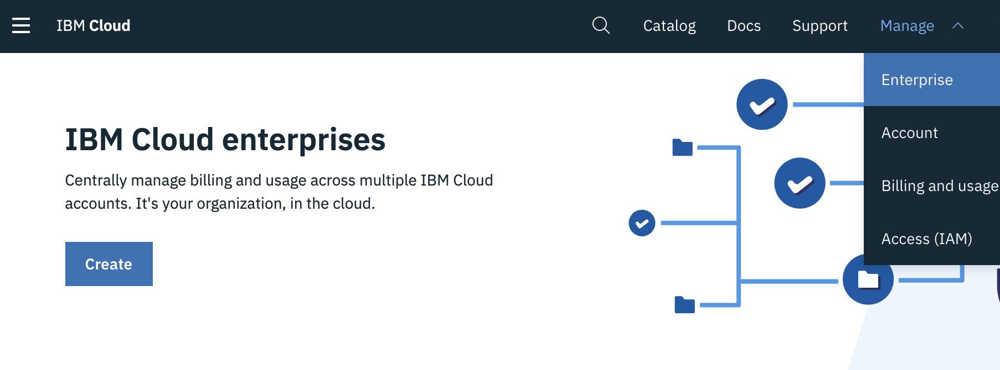 IBM Cloud
Catalog
Docs
Support
Manage
Enterprise
Account
Billing and usage
Access (IAM)
IBM Cloud enterprises
Centrally manage billing and usage across multiple IBM Cloud
accounts. It's your organization, in the cloud.
Create